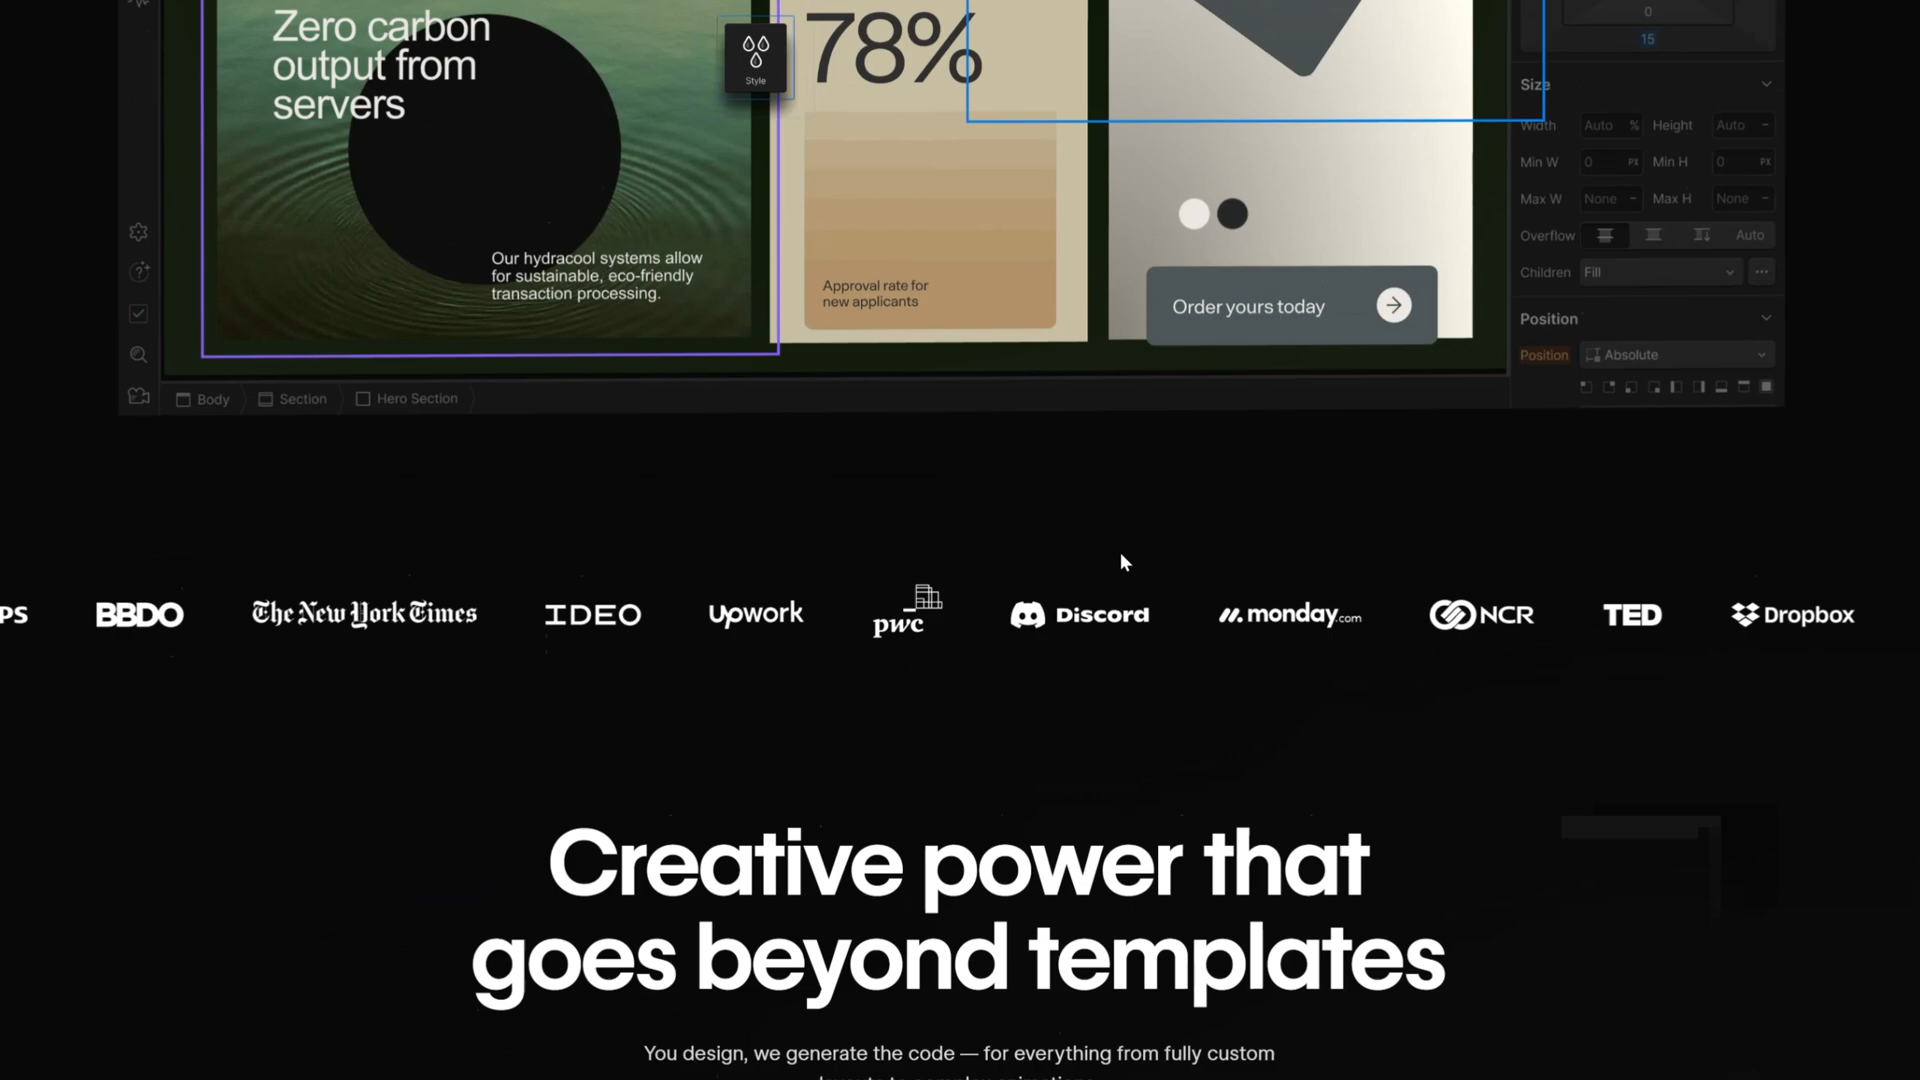 Zero carbon
output from
servers
Style
78%
Our hydracool systems allow
for sustainable, eco-friendly
transaction processing.
Approval rate for
new applicants
Order yours today
0
15
Size
Width Auto % Height Auto –
Min W 0 PX Min H 0 PX
Max W None – Max H None –
Overflow Auto
Children Fill
Position
Position Absolute
Body Section Hero Section
PS BBDO The New York Times IDEO Upwork pwc Discord monday.com NCR TED Dropbox
Creative power that
goes beyond templates
You design, we generate the code — for everything from fully custom